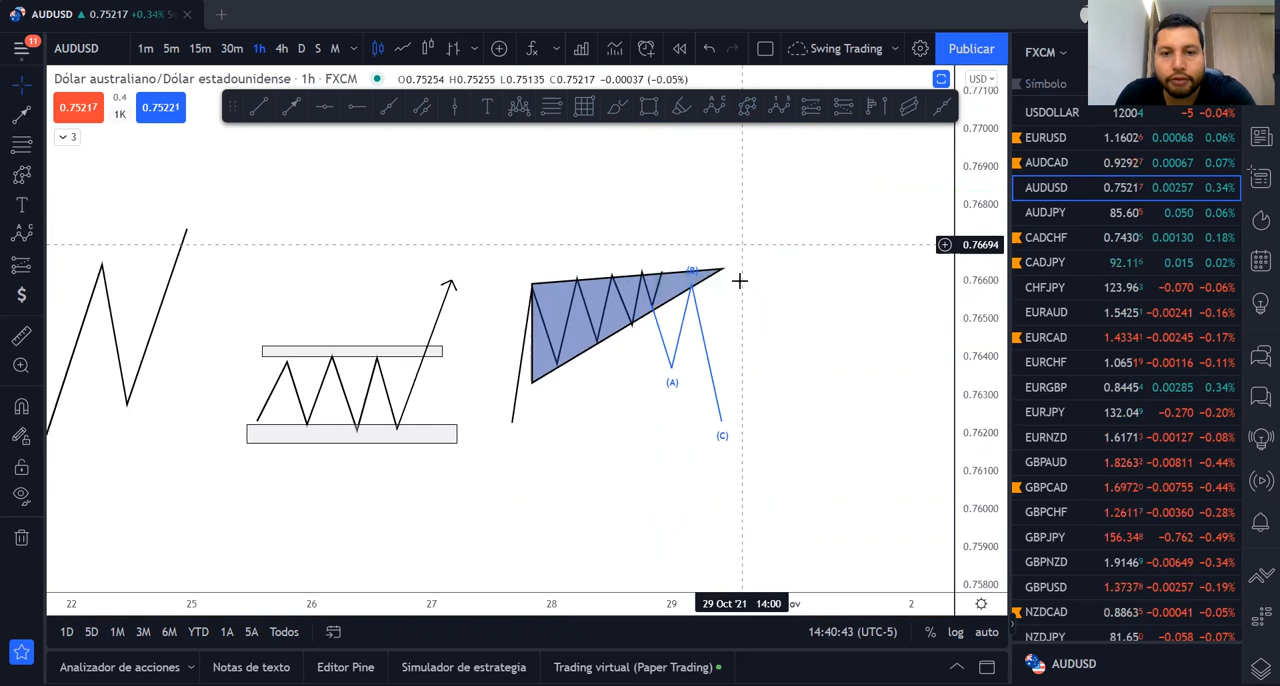 AUDUSD ▲ 0.75217 +0.34%
AUDUSD 1m 5m 15m 30m 1h 4h D S M Swing Trading Publicar
11
Dólar australiano/Dólar estadounidense · 1h · FXCM O0.75254 H0.75255 L0.75135 C0.75217 −0.00037 (−0.05%)
0.75217 0.4 1K 0.75221
3
USD
0.77100
0.77000
0.76900
0.76800
0.76694
0.76600
0.76500
0.76400
0.76300
0.76200
0.76100
0.76000
0.75900
0.75800
(B)
(A)
(C)
22 25 26 27 28 29 29 Oct '21 14:00 ov 2
1D 5D 1M 3M 6M YTD 1A 5A Todos 14:40:43 (UTC-5) % log auto
Analizador de acciones Notas de texto Editor Pine Simulador de estrategia Trading virtual (Paper Trading)
FXCM
Símbolo
USDOLLAR 12004 −5 −0.04%
EURUSD 1.16026 0.00068 0.06%
AUDCAD 0.92927 0.00067 0.07%
AUDUSD 0.75217 0.00257 0.34%
AUDJPY 85.605 0.050 0.06%
CADCHF 0.74305 0.00130 0.18%
CADJPY 92.116 0.015 0.02%
CHFJPY 123.963 −0.070 −0.06%
EURAUD 1.54251 −0.00241 −0.16%
EURCAD 1.43341 −0.00245 −0.17%
EURCHF 1.06519 −0.00116 −0.11%
EURGBP 0.84454 0.00285 0.34%
EURJPY 132.049 −0.270 −0.20%
EURNZD 1.61713 −0.00127 −0.08%
GBPAUD 1.82632 −0.00811 −0.44%
GBPCAD 1.69720 −0.00755 −0.44%
GBPCHF 1.26117 −0.00360 −0.28%
GBPJPY 156.348 −0.762 −0.49%
GBPNZD 1.91469 −0.00649 −0.34%
GBPUSD 1.37378 −0.00257 −0.19%
NZDCAD 0.88635 −0.00041 −0.05%
NZDJPY 81.650 −0.058 −0.07%
AUDUSD